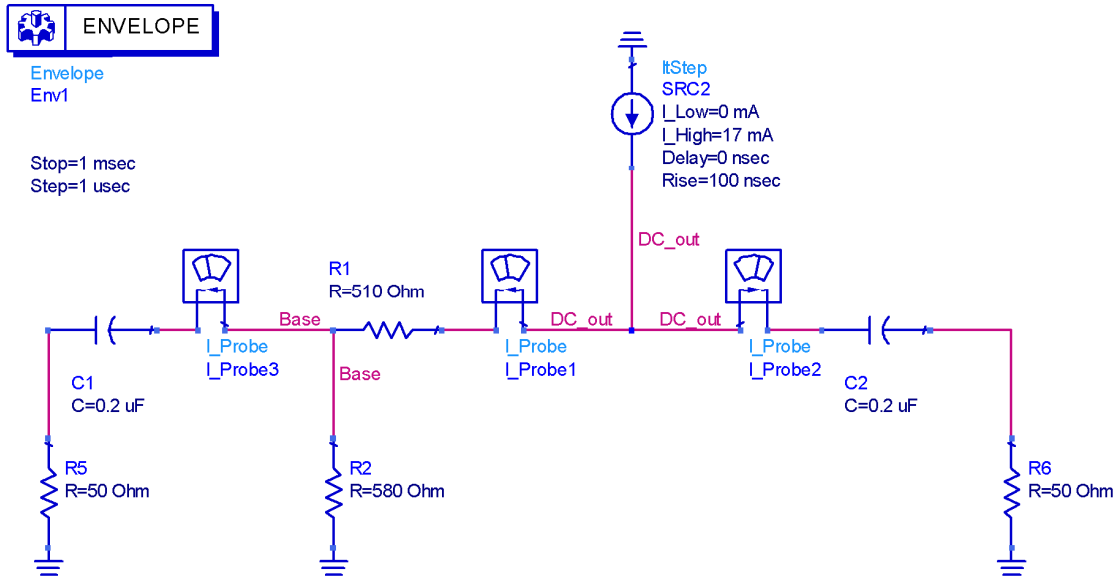 ENVELOPE
Envelope
Env1
Stop=1 msec
Step=1 usec
ItStep
SRC2
I_Low=0 mA
I_High=17 mA
Delay=0 nsec
Rise=100 nsec
DC_out
R1
R=510 Ohm
Base
DC_out
DC_out
I_Probe
I_Probe3
I_Probe
I_Probe1
I_Probe
I_Probe2
Base
C1
C=0.2 uF
C2
C=0.2 uF
R5
R=50 Ohm
R2
R=580 Ohm
R6
R=50 Ohm